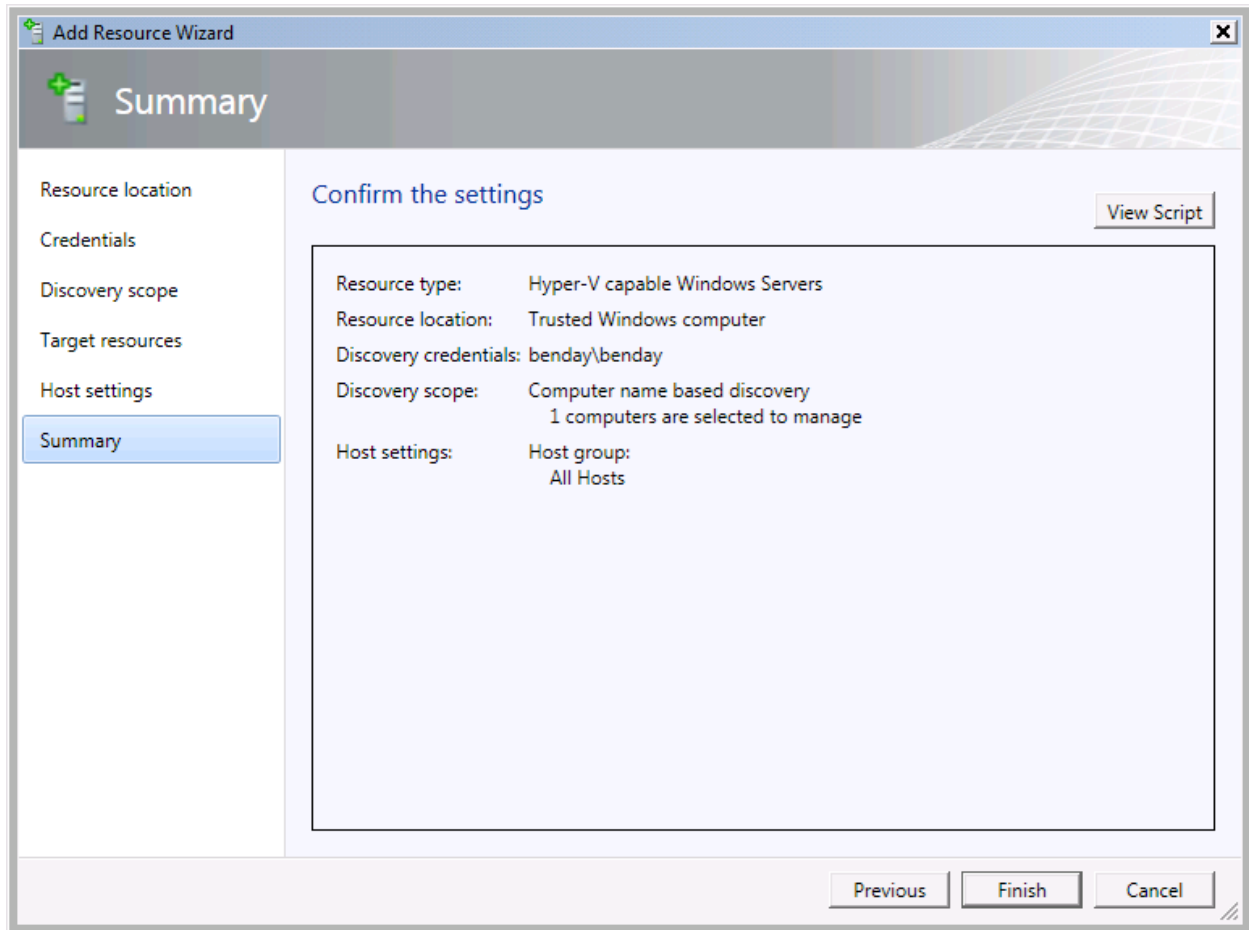 Add Resource Wizard
Summary
Resource location
Credentials
Discovery scope
Target resources
Host settings
Summary
Confirm the settings
View Script
Resource type: Hyper-V capable Windows Servers
Resource location: Trusted Windows computer
Discovery credentials: benday\benday
Discovery scope: Computer name based discovery
1 computers are selected to manage
Host settings: Host group:
All Hosts
Previous Finish Cancel